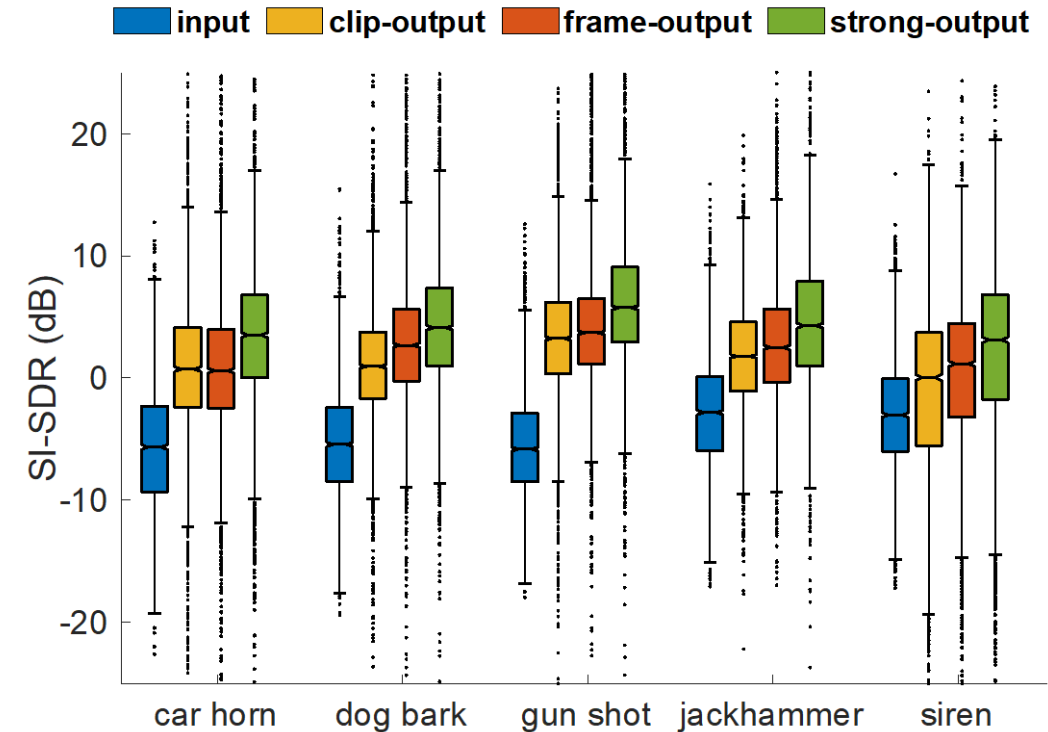 input clip-output frame-output strong-output
20
10
0
-10
-20
SI-SDR (dB)
car horn dog bark gun shot jackhammer siren